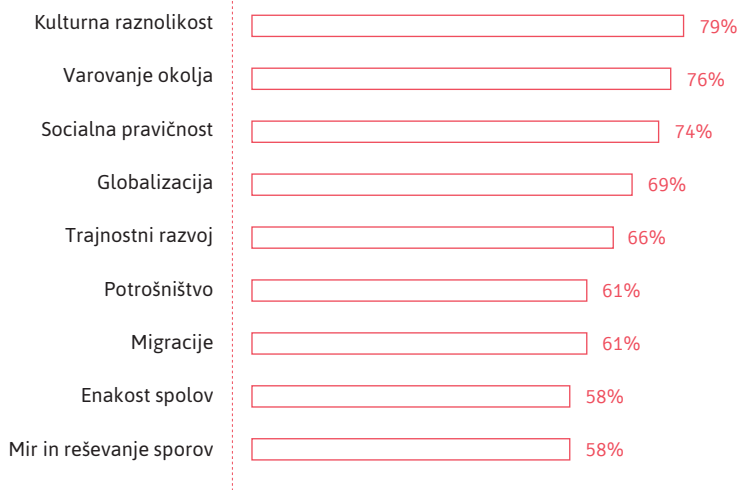 Kulturna raznolikost 79%
Varovanje okolja 76%
Socialna pravičnost 74%
Globalizacija 69%
Trajnostni razvoj 66%
Potrošništvo 61%
Migracije 61%
Enakost spolov 58%
Mir in reševanje sporov 58%